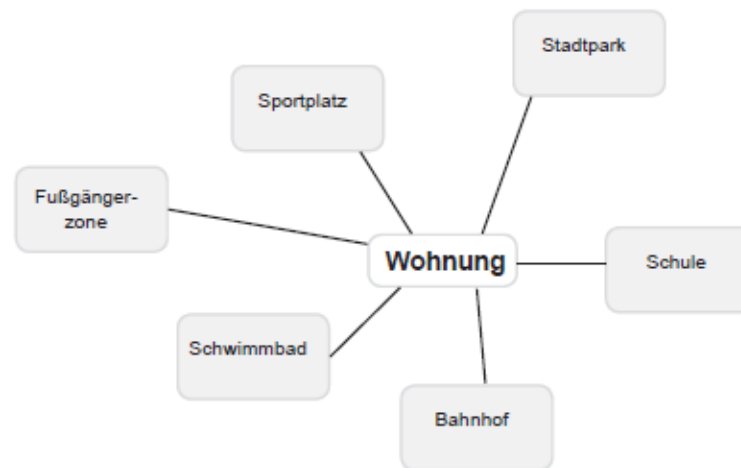 Stadtpark
Sportplatz
Fußgänger-
zone
Wohnung
Schule
Schwimmbad
Bahnhof